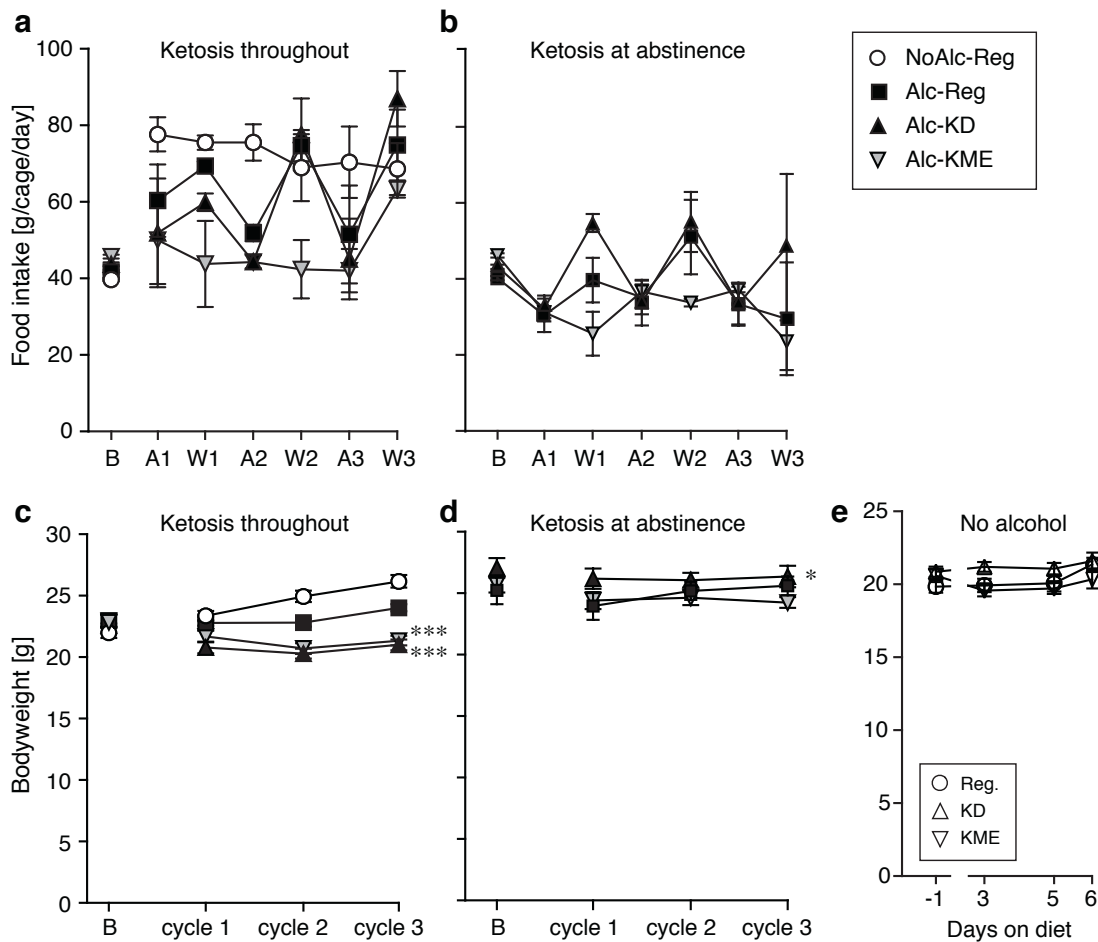 a
Ketosis throughout
b
Ketosis at abstinence
NoAlc-Reg
Alc-Reg
Alc-KD
Alc-KME
Food intake [g/cage/day]
100
80
60
40
20
0
B A1 W1 A2 W2 A3 W3
B A1 W1 A2 W2 A3 W3
c
Ketosis throughout
d
Ketosis at abstinence
e
No alcohol
Bodyweight [g]
30
25
20
15
10
5
0
***
***
B cycle 1 cycle 2 cycle 3
*
B cycle 1 cycle 2 cycle 3
25
20
15
10
5
0
Reg.
KD
KME
-1 3 5 6
Days on diet